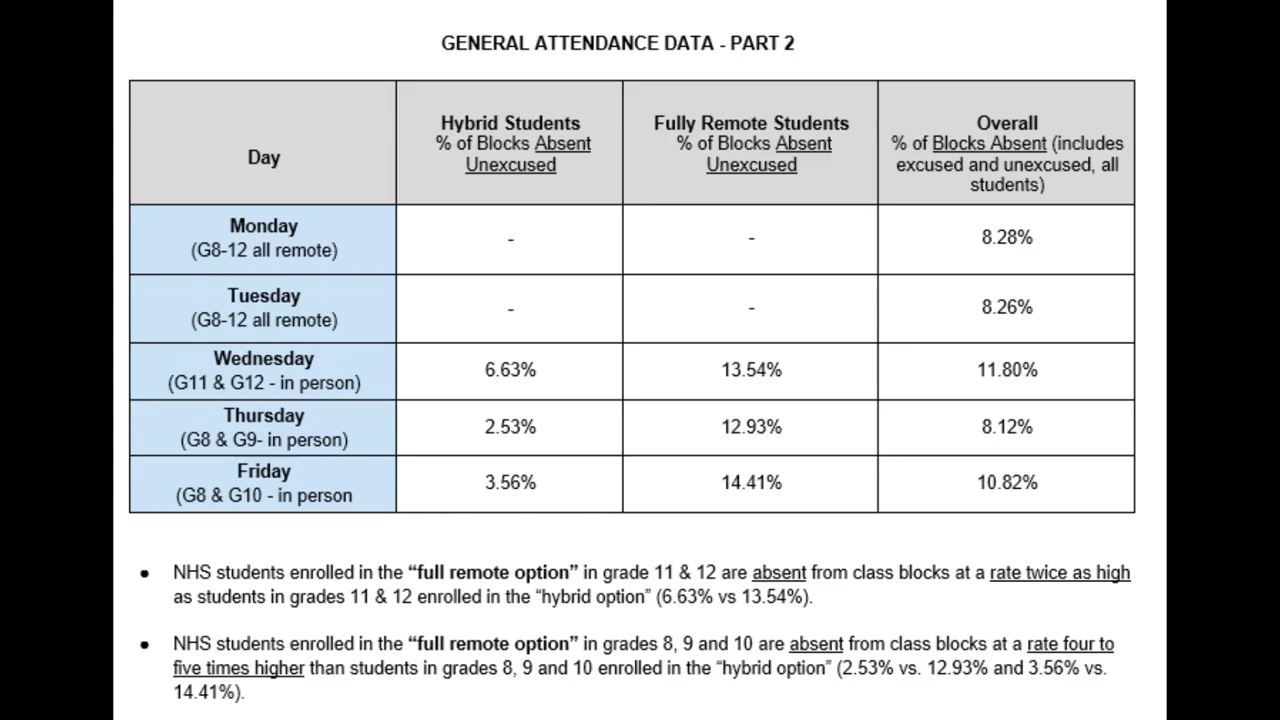 GENERAL ATTENDANCE DATA - PART 2
Day
Hybrid Students
% of Blocks Absent
Unexcused
Fully Remote Students
% of Blocks Absent
Unexcused
Overall
% of Blocks Absent (includes
excused and unexcused, all
students)
Monday
(G8-12 all remote)
-
-
8.28%
Tuesday
(G8-12 all remote)
-
-
8.26%
Wednesday
(G11 & G12 - in person)
6.63%
13.54%
11.80%
Thursday
(G8 & G9- in person)
2.53%
12.93%
8.12%
Friday
(G8 & G10 - in person
3.56%
14.41%
10.82%
● NHS students enrolled in the “full remote option” in grade 11 & 12 are absent from class blocks at a rate twice as high
as students in grades 11 & 12 enrolled in the “hybrid option” (6.63% vs 13.54%).
● NHS students enrolled in the “full remote option” in grades 8, 9 and 10 are absent from class blocks at a rate four to
five times higher than students in grades 8, 9 and 10 enrolled in the “hybrid option” (2.53% vs. 12.93% and 3.56% vs.
14.41%).